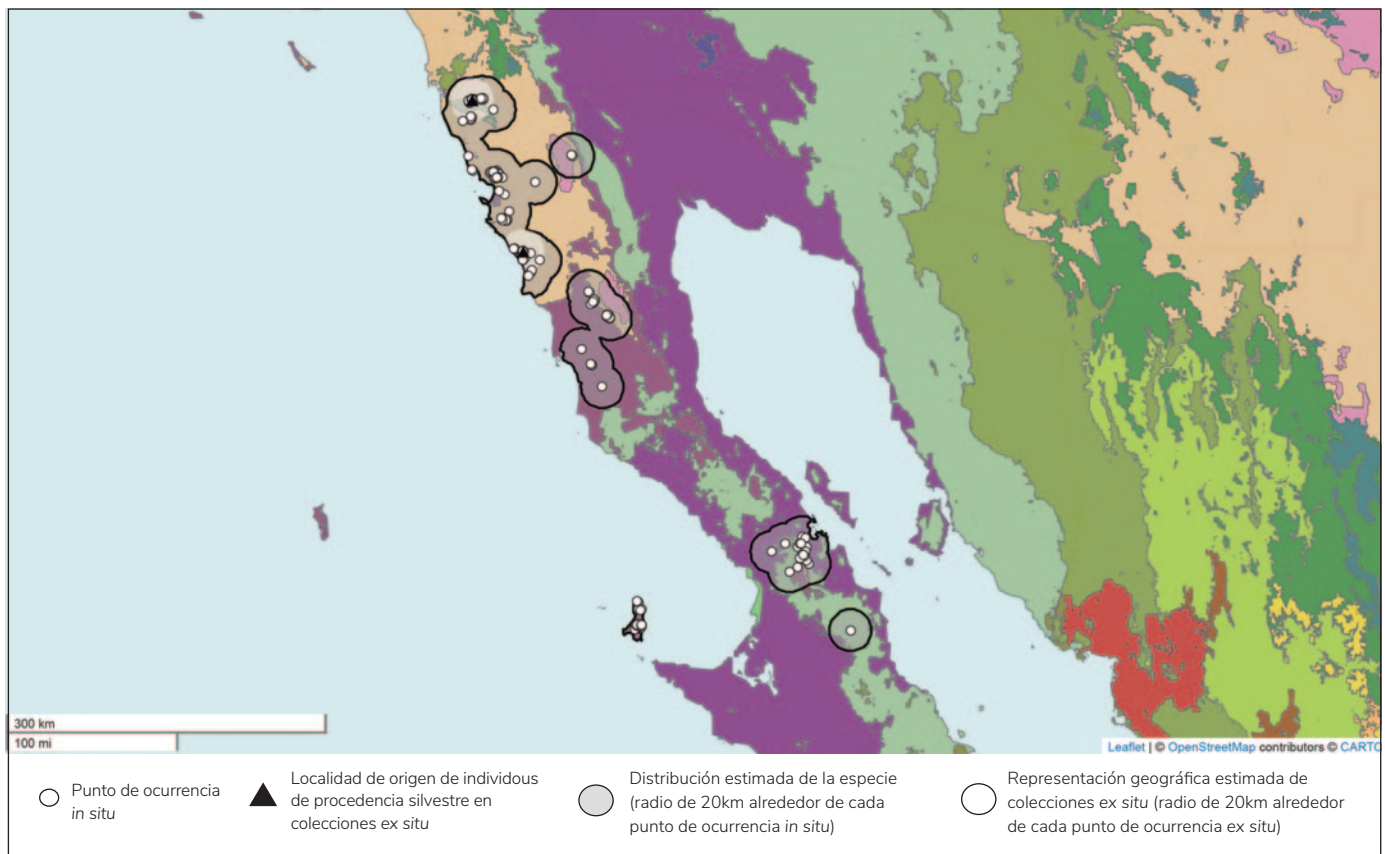 300 km
100 mi
Leaflet | © OpenStreetMap contributors © CARTO
Punto de ocurrencia
in situ
Localidad de origen de individous
de procedencia silvestre en
colecciones ex situ
Distribución estimada de la especie
(radio de 20km alrededor de cada
punto de ocurrencia in situ)
Representación geográfica estimada de
colecciones ex situ (radio de 20km alrededor
de cada punto de ocurrencia ex situ)